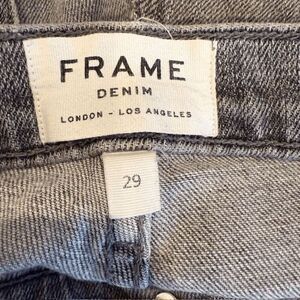 FRAME
DENIM
LONDON - LOS ANGELES
29